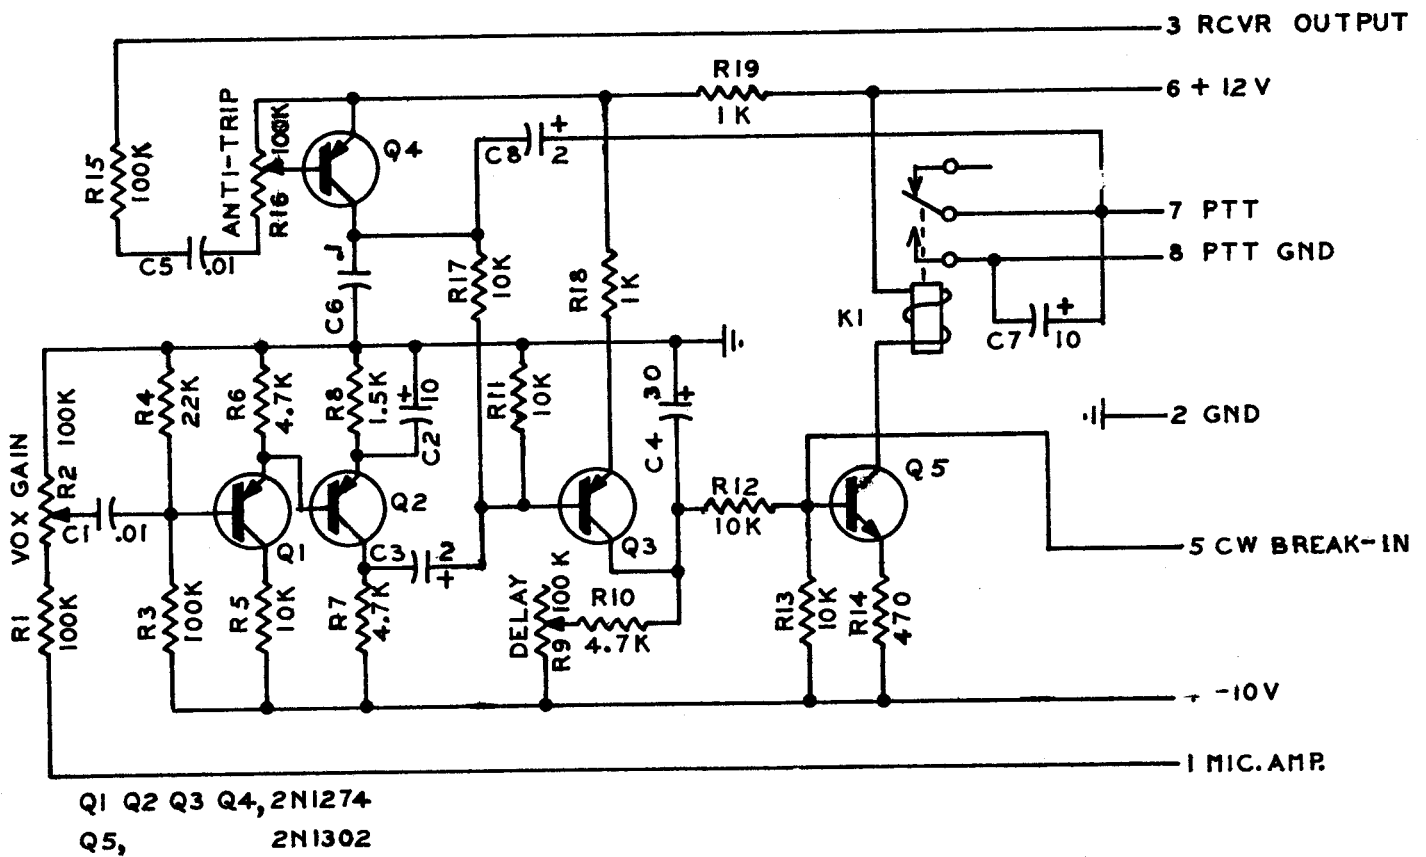 3 RCVR OUTPUT
R19
1K
6 + 12 V
ANTI-TRIP
100K
R16
R15
100K
Q4
C8
+
2
C5 .01
7 PTT
8 PTT GND
R17
10K
R18
1K
C6
.1
K1
C7
+
10
VOX GAIN
R2 100K
R4
22K
R6
4.7K
R8
1.5K
+
10
C2
R11
10K
30
+
C4
2 GND
Q5
R12
10K
C1 .01
Q1
Q2
C3
2
+
Q3
5 CW BREAK-IN
R1
100K
R3
100K
R5
10K
R7
4.7K
DELAY
100K
R9
R10
4.7K
R13
10K
R14
470
-10V
1 MIC. AMP.
Q1 Q2 Q3 Q4, 2N1274
Q5, 2N1302